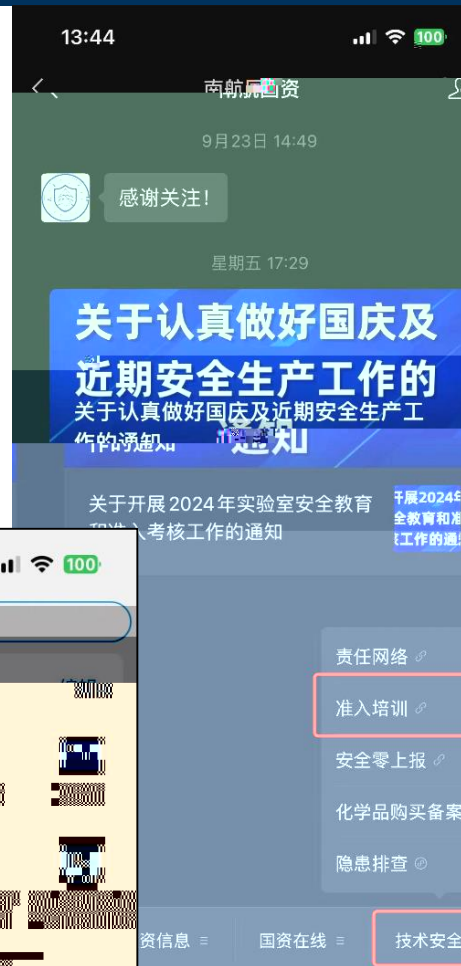 13:44
100
南航国资
9月23日 14:49
感谢关注!
星期五 17:29
关于认真做好国庆及
近期安全生产工作的
通知
关于认真做好国庆及近期安全生产工
作的通知
关于开展2024年实验室安全教育
和准入考核工作的通知
开展2024年
全教育和准
工作的通
100
责任网络
准入培训
安全零上报
化学品购买备案
隐患排查
资信息
国资在线
技术安全